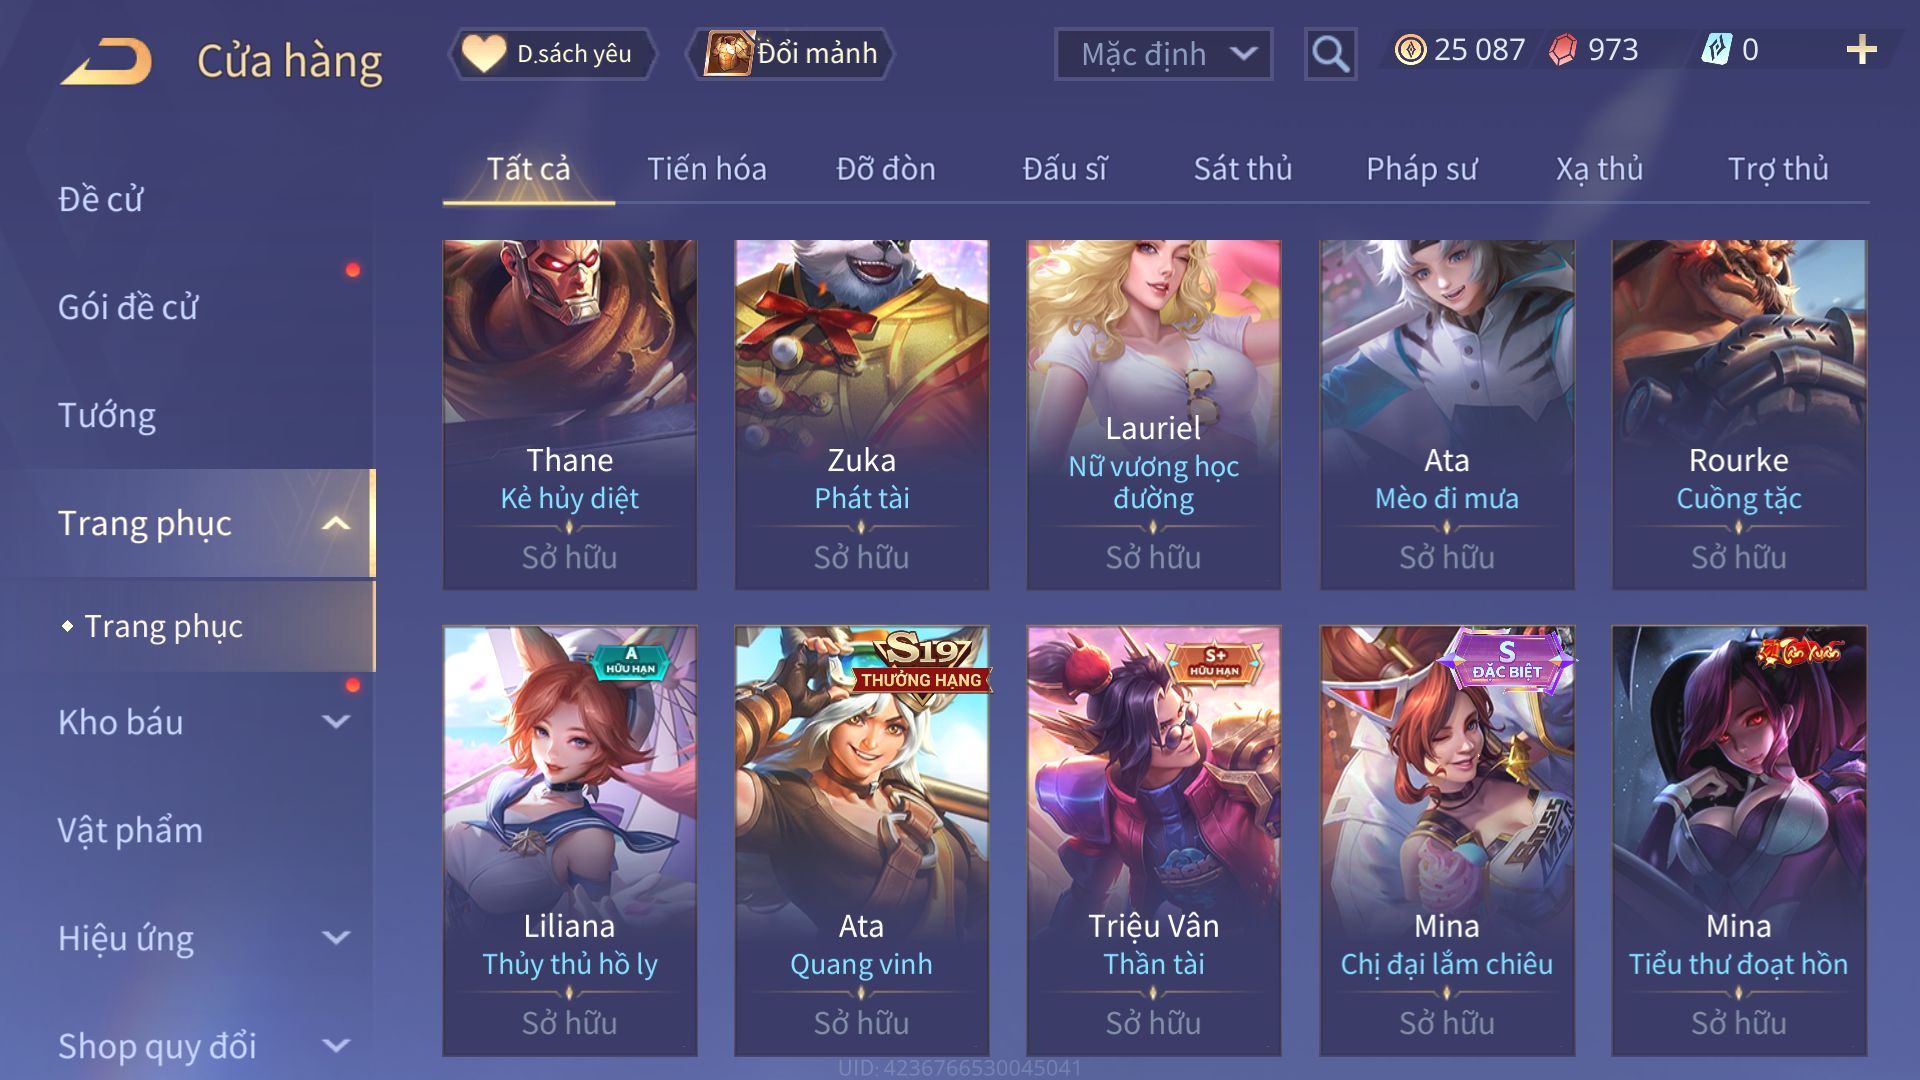 Cửa hàng
D.sách yêu
Đổi mảnh
Mặc định
25 087
973
0
Tất cả
Tiến hóa
Đỡ đòn
Đấu sĩ
Sát thủ
Pháp sư
Xạ thủ
Trợ thủ
Đề cử
Gói đề cử
Tướng
Trang phục
Trang phục
Kho báu
Vật phẩm
Hiệu ứng
Shop quy đổi
Thane
Kẻ hủy diệt
Sở hữu
Zuka
Phát tài
Sở hữu
Lauriel
Nữ vương học
đường
Sở hữu
Ata
Mèo đi mưa
Sở hữu
Rourke
Cuồng tặc
Sở hữu
A
HỮU HẠN
Liliana
Thủy thủ hồ ly
Sở hữu
S197
THƯỞNG HẠNG
Ata
Quang vinh
Sở hữu
S+
HỮU HẠN
Triệu Vân
Thần tài
Sở hữu
S
ĐẶC BIỆT
Mina
Chị đại lắm chiêu
Sở hữu
Tân Xuân
Mina
Tiểu thư đoạt hồn
Sở hữu
UID: 4236766530045041